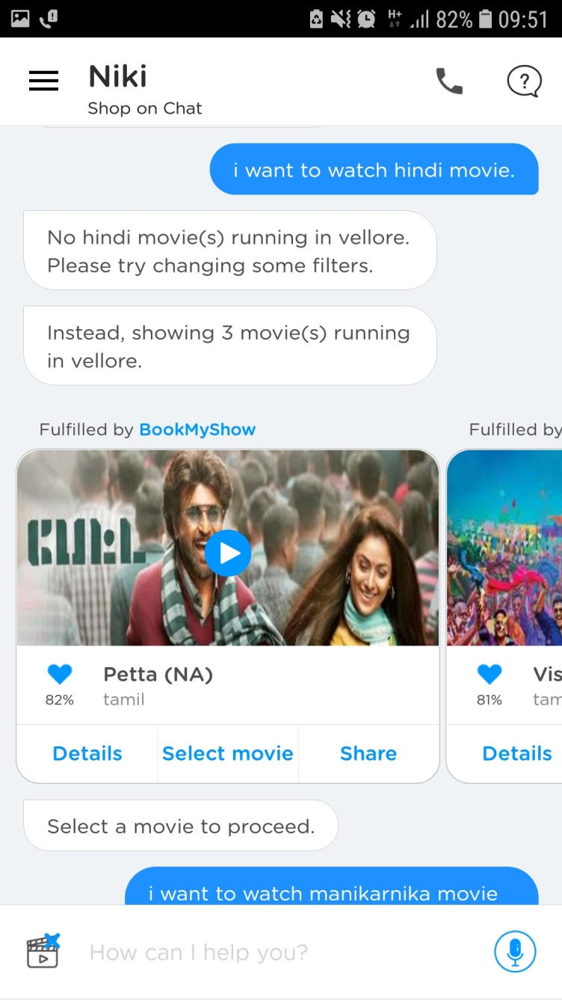 82% 09:51
Niki
Shop on Chat
i want to watch hindi movie.
No hindi movie(s) running in vellore.
Please try changing some filters.
Instead, showing 3 movie(s) running
in vellore.
Fulfilled by BookMyShow
Fulfilled by
பேட்ட
Petta (NA)
82%
tamil
Vis
81%
tam
Details
Select movie
Share
Details
Select a movie to proceed.
i want to watch manikarnika movie
How can I help you?